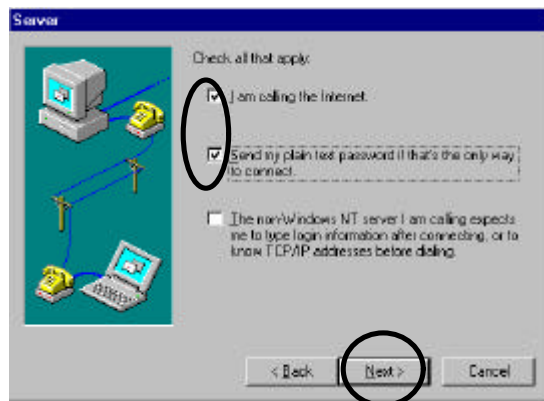 Server
Check all that apply:
I am calling the Internet.
Send my plain text password if that's the only way
to connect.
The non-Windows NT server I am calling expects
me to type login information after connecting, or to
know TCP/IP addresses before dialing.
< Back
Next >
Cancel